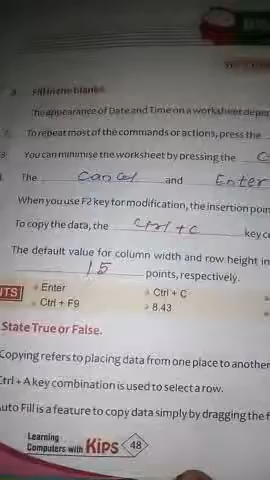 a Fill in the blanks.
The appearance of Date and Time on a worksheet depen
To repeat most of the commands or actions, press the
You can minimise the worksheet by pressing the C
The Cancel and Enter
When you use F2 key for modification, the insertion poin
To copy the data, the Ctrl + C key c
The default value for column width and row height in
15 points, respectively.
NTS Enter Ctrl + C
Ctrl + F9 8.43
State True or False.
Copying refers to placing data from one place to another
Ctrl + A key combination is used to select a row.
Auto Fill is a feature to copy data simply by dragging the f
Learning
Computers with Kips 48